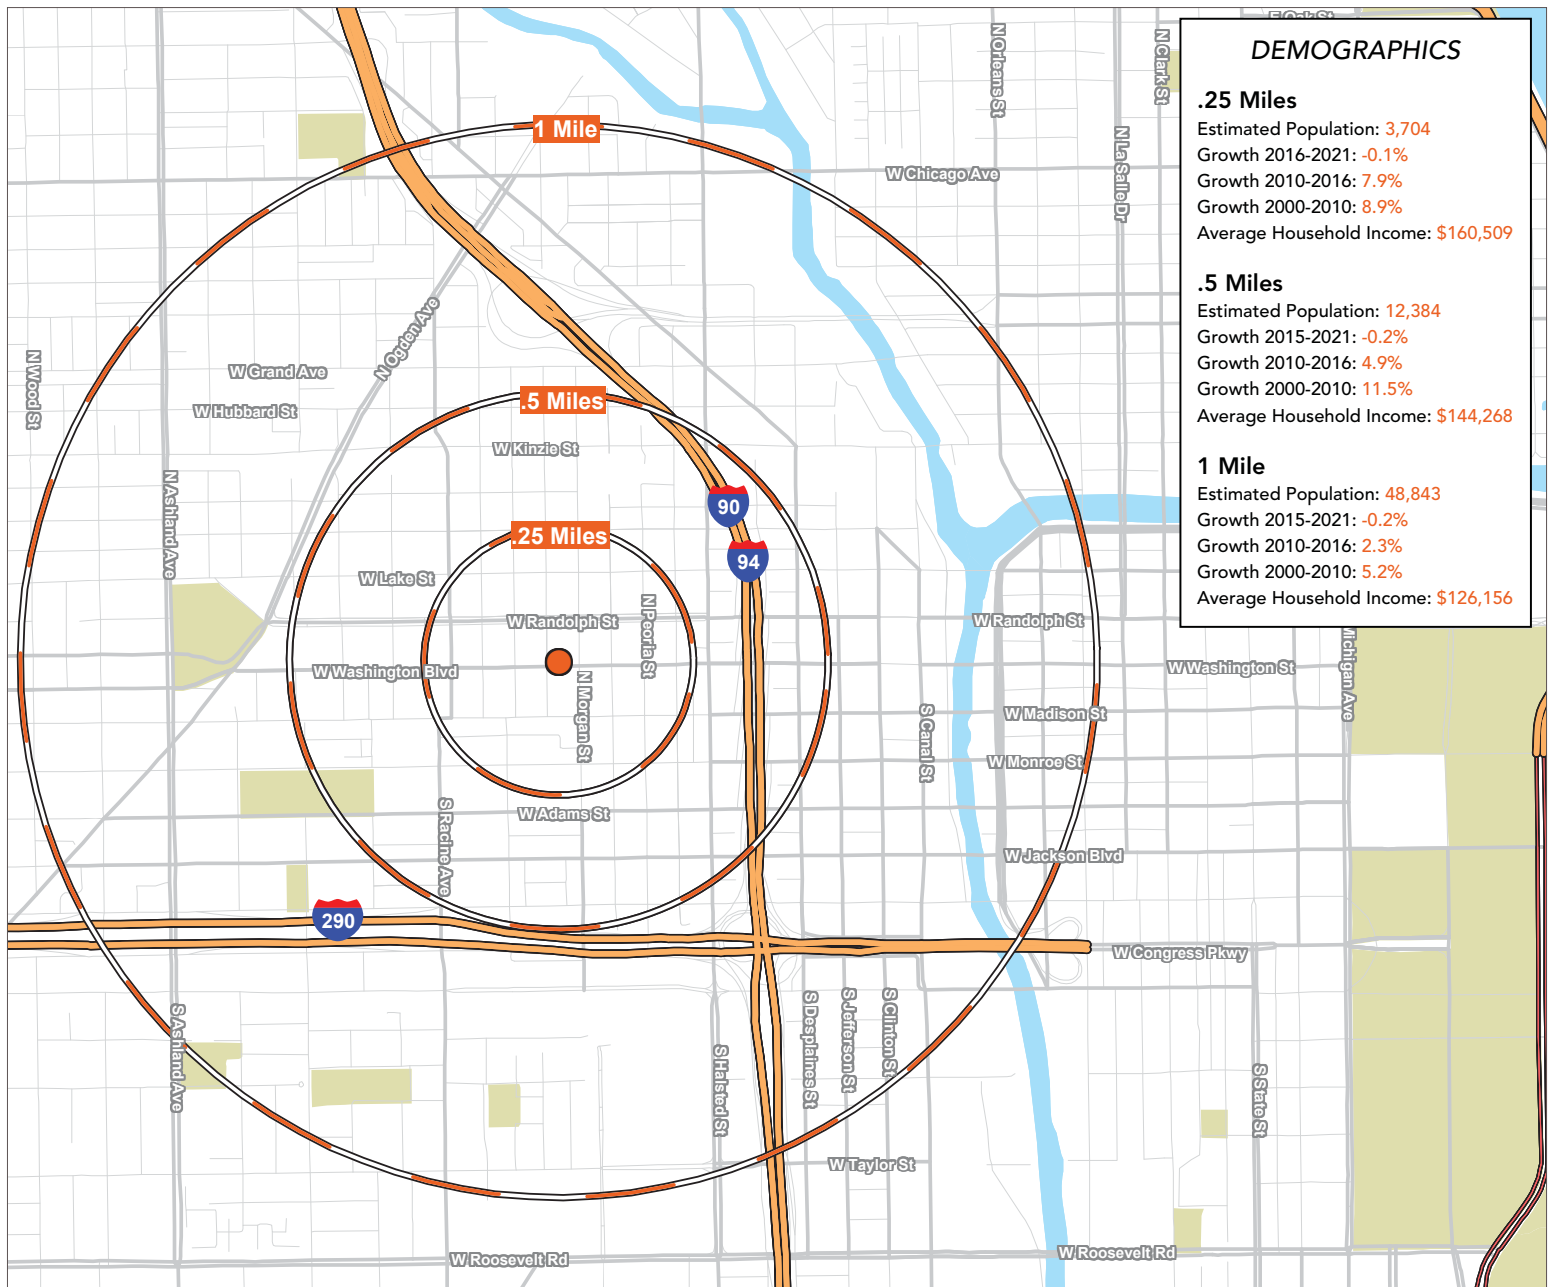 E Oak St
N Orleans St
N Clark St
N La Salle Dr
1 Mile
W Chicago Ave
N Ogden Ave
W Grand Ave
W Hubbard St
N Wood St
.5 Miles
W Kinzie St
N Ashland Ave
90
.25 Miles
94
W Lake St
N Peoria St
W Randolph St
W Randolph St
W Washington Blvd
W Washington St
N Morgan St
Michigan Ave
S Canal St
W Madison St
W Monroe St
W Adams St
S Racine Ave
W Jackson Blvd
290
W Congress Pkwy
S Ashland Ave
S Halsted St
S Desplaines St
S Jefferson St
S Clinton St
S State St
W Taylor St
W Roosevelt Rd
W Roosevelt Rd
DEMOGRAPHICS
.25 Miles
Estimated Population: 3,704
Growth 2016-2021: -0.1%
Growth 2010-2016: 7.9%
Growth 2000-2010: 8.9%
Average Household Income: $160,509
.5 Miles
Estimated Population: 12,384
Growth 2015-2021: -0.2%
Growth 2010-2016: 4.9%
Growth 2000-2010: 11.5%
Average Household Income: $144,268
1 Mile
Estimated Population: 48,843
Growth 2015-2021: -0.2%
Growth 2010-2016: 2.3%
Growth 2000-2010: 5.2%
Average Household Income: $126,156